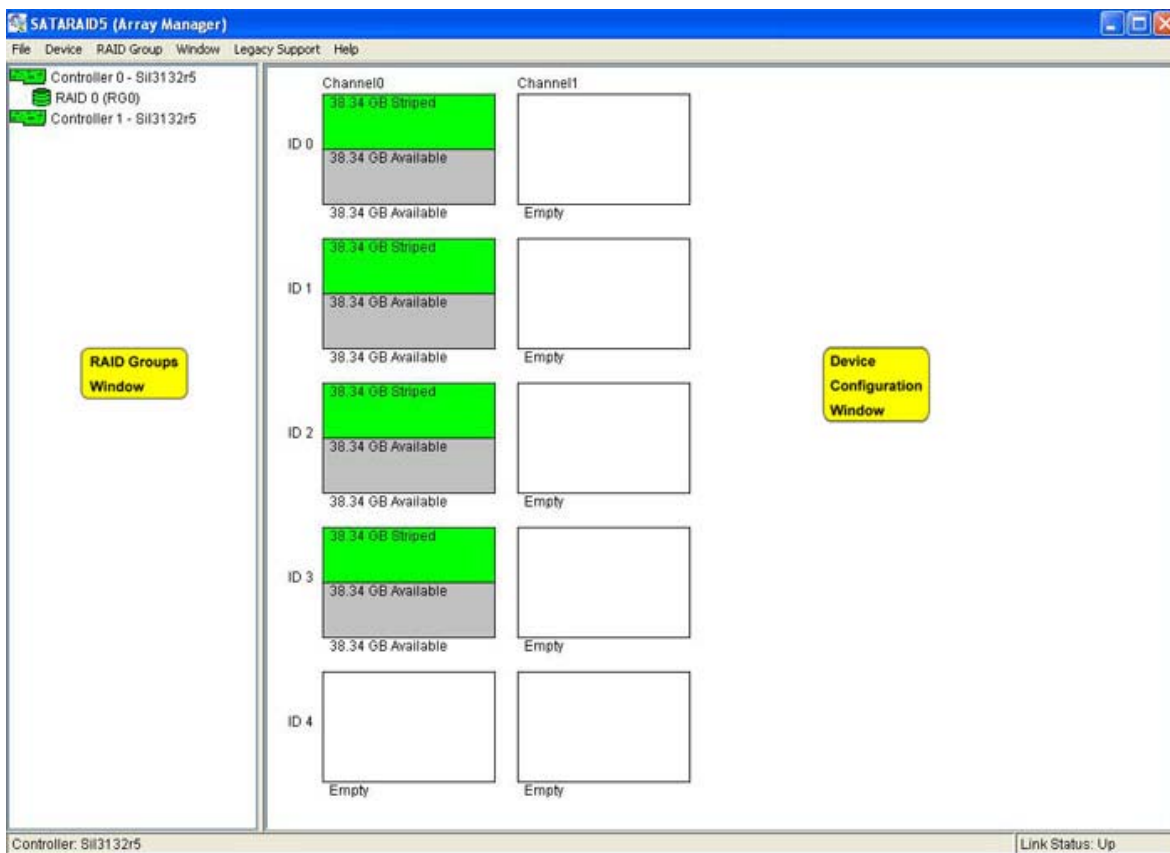 SATARAID5 (Array Manager)
File Device RAID Group Window Legacy Support Help
Controller 0 - SiI3132r5
RAID 0 (RG0)
Controller 1 - SiI3132r5
RAID Groups
Window
Channel0 Channel1
ID 0
38.34 GB Striped
38.34 GB Available
38.34 GB Available
Empty
ID 1
38.34 GB Striped
38.34 GB Available
38.34 GB Available
Empty
ID 2
38.34 GB Striped
38.34 GB Available
38.34 GB Available
Empty
ID 3
38.34 GB Striped
38.34 GB Available
38.34 GB Available
Empty
ID 4
Empty
Empty
Device
Configuration
Window
Controller: SiI3132r5
Link Status: Up